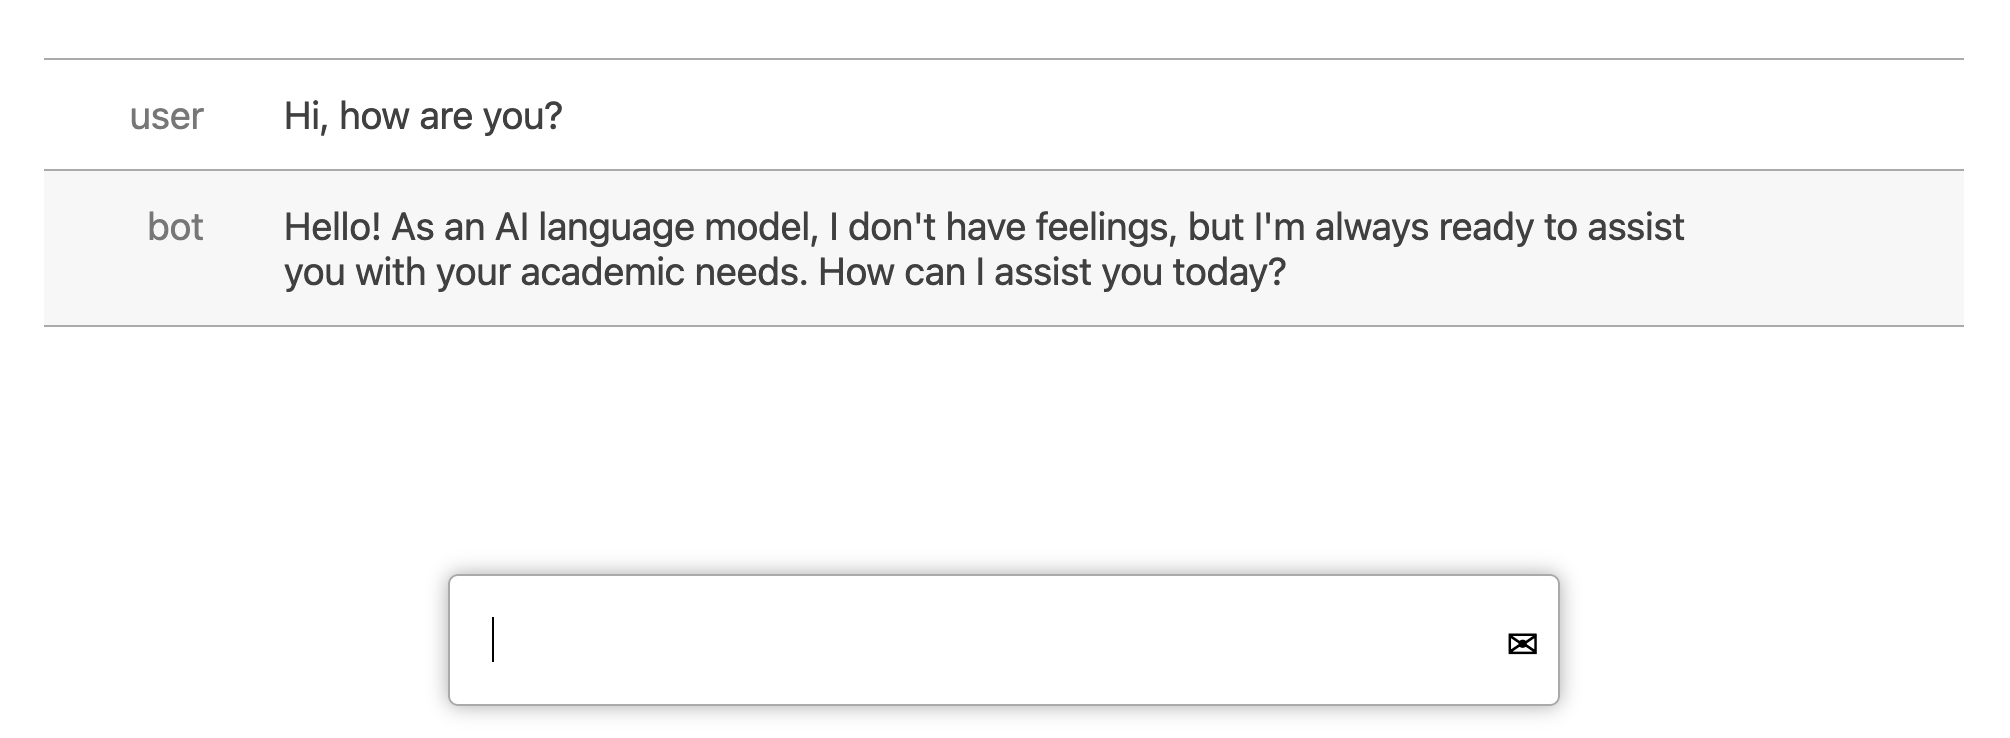 user Hi, how are you?
bot Hello! As an AI language model, I don't have feelings, but I'm always ready to assist
you with your academic needs. How can I assist you today?